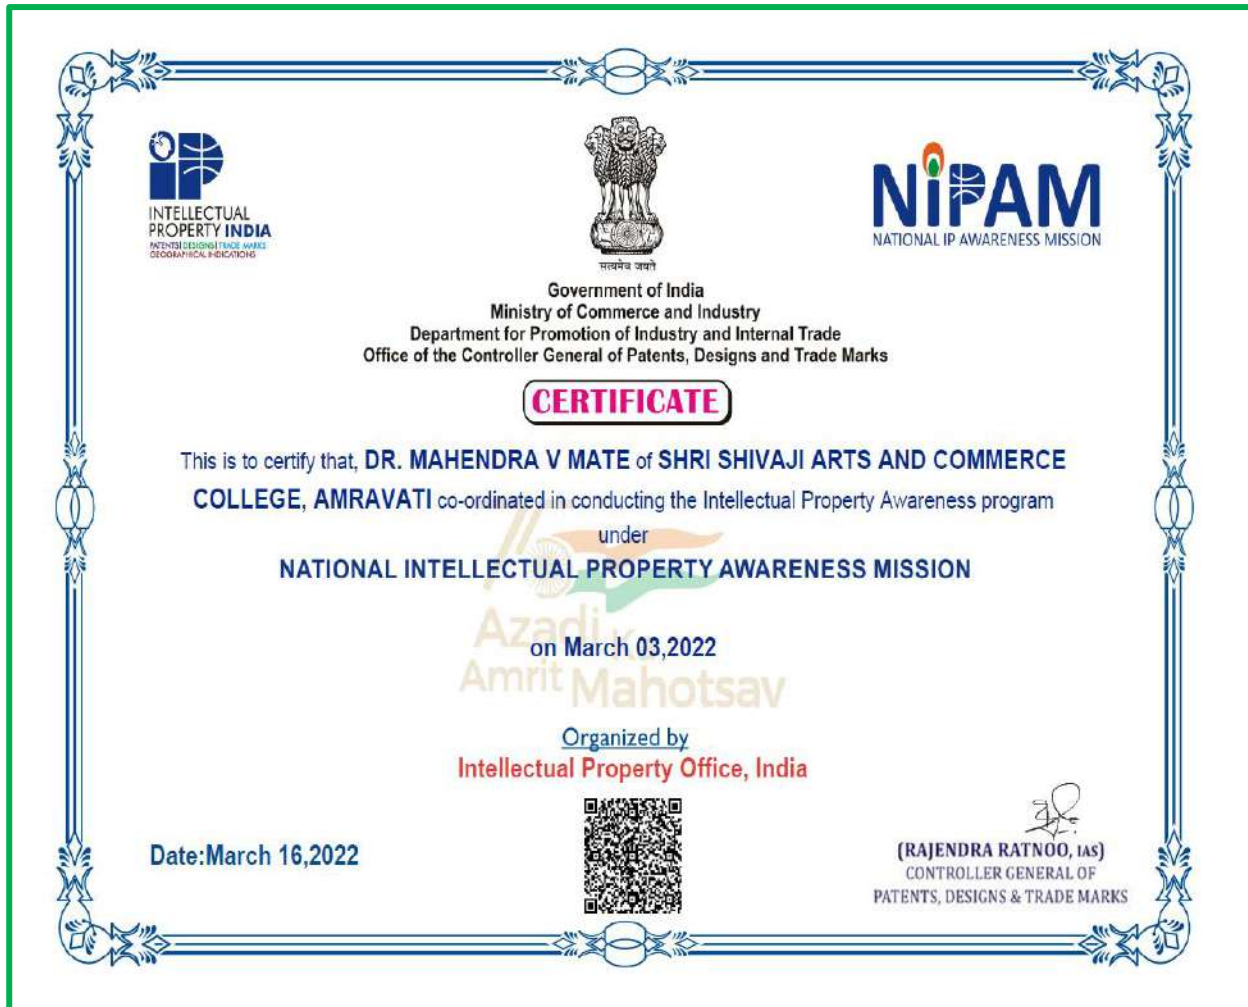 INTELLECTUAL
PROPERTY INDIA
PATENTS | DESIGNS | TRADE MARKS
GEOGRAPHICAL INDICATIONS
सत्यमेव जयते
NiPAM
NATIONAL IP AWARENESS MISSION
Government of India
Ministry of Commerce and Industry
Department for Promotion of Industry and Internal Trade
Office of the Controller General of Patents, Designs and Trade Marks
CERTIFICATE
This is to certify that, DR. MAHENDRA V MATE of SHRI SHIVAJI ARTS AND COMMERCE
COLLEGE, AMRAVATI co-ordinated in conducting the Intellectual Property Awareness program
under
NATIONAL INTELLECTUAL PROPERTY AWARENESS MISSION
Azadi Ka
Amrit Mahotsav
on March 03,2022
Organized by
Intellectual Property Office, India
Date:March 16,2022
(RAJENDRA RATNOO, IAS)
CONTROLLER GENERAL OF
PATENTS, DESIGNS & TRADE MARKS